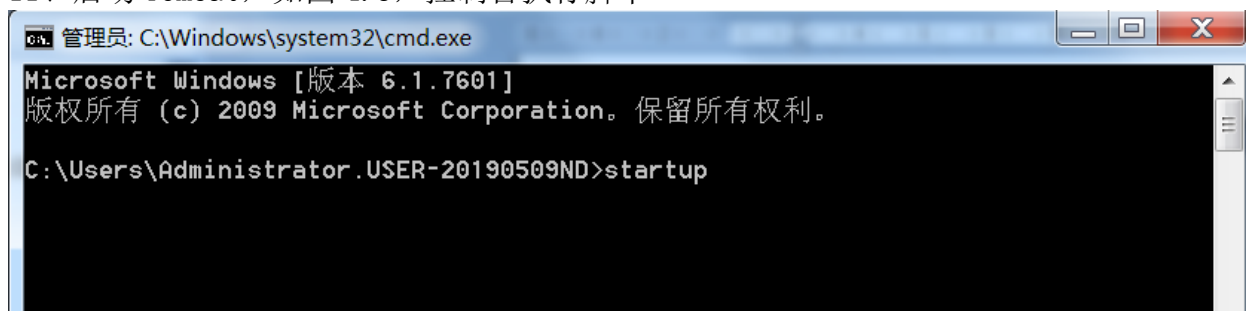 管理员: C:\Windows\system32\cmd.exe
Microsoft Windows [版本 6.1.7601]
版权所有 (c) 2009 Microsoft Corporation。保留所有权利。
C:\Users\Administrator.USER-20190509ND>startup